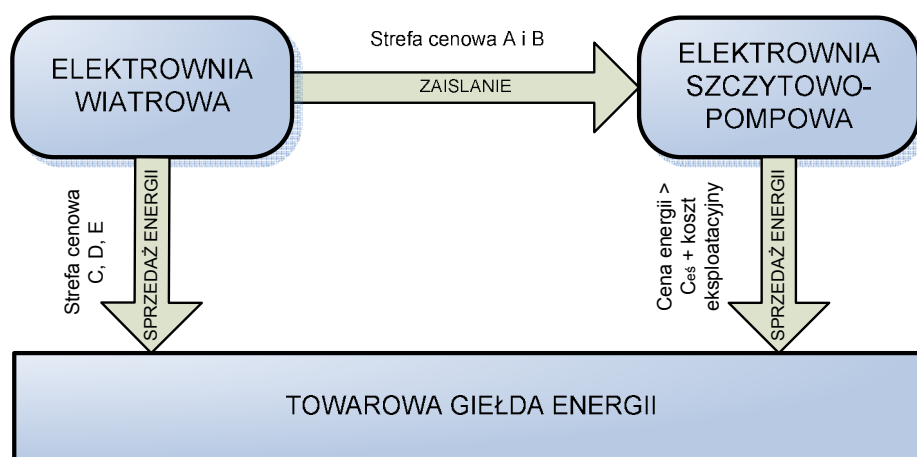 ELEKTROWNIA
WIATROWA
Strefa cenowa A i B
ZAISLANIE
ELEKTROWNIA
SZCZYTOWO-
POMPOWA
Strefa cenowa
C, D, E
SPRZEDAŻ ENERGII
Cena energii >
Ceś + koszt
eksploatacyjny
SPRZEDAŻ ENERGII
TOWAROWA GIEŁDA ENERGII